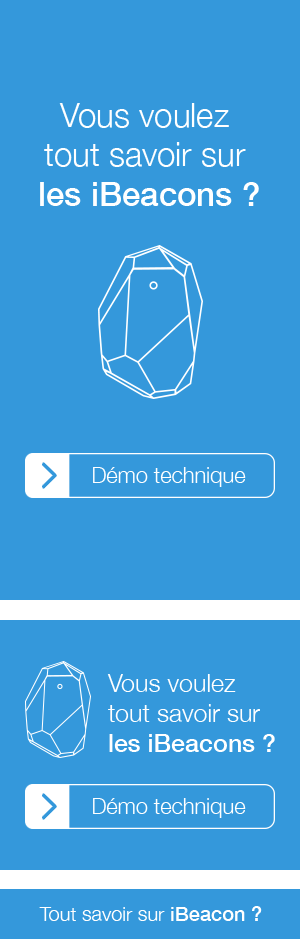 Vous voulez
tout savoir sur
les iBeacons ?
Démo technique
Vous voulez
tout savoir sur
les iBeacons ?
Démo technique
Tout savoir sur iBeacon ?